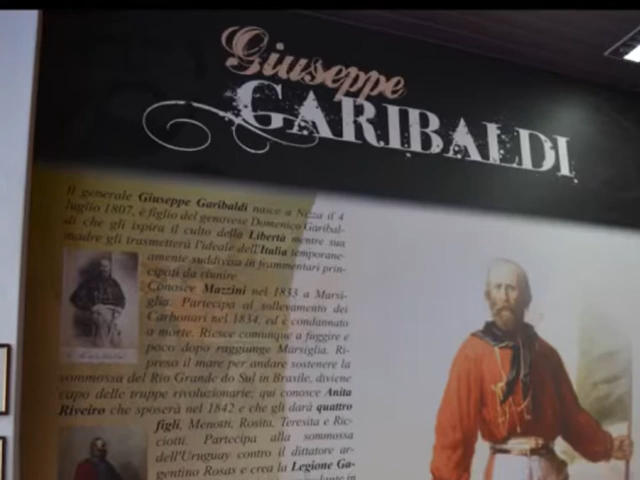 Giuseppe
GARIBALDI
Il generale Giuseppe Garibaldi nasce a Nizza il 4
luglio 1807, è figlio del genovese Domenico Garibal-
di che gli ispira il culto della Libertà mentre sua
madre gli trasmetterà l'ideale dell'Italia temporane-
amente suddivisa in frammentari prin-
cipati da riunire.
Conosce Mazzini nel 1833 a Marsi-
glia. Partecipa al sollevamento dei
Carbonari nel 1834, ed è condannato
a morte. Riesce comunque a fuggire e
poco dopo raggiunge Marsiglia. Ri-
preso il mare per andare sostenere la
sommossa del Rio Grande do Sul in Brasile, diviene
capo delle truppe rivoluzionarie; qui conosce Anita
Riveiro che sposerà nel 1842 e che gli darà quattro
figli, Menotti, Rosita, Teresita e Ric-
ciotti. Partecipa alla sommossa
dell'Uruguay contro il dittatore ar-
gentino Rosas e crea la Legione Ga-